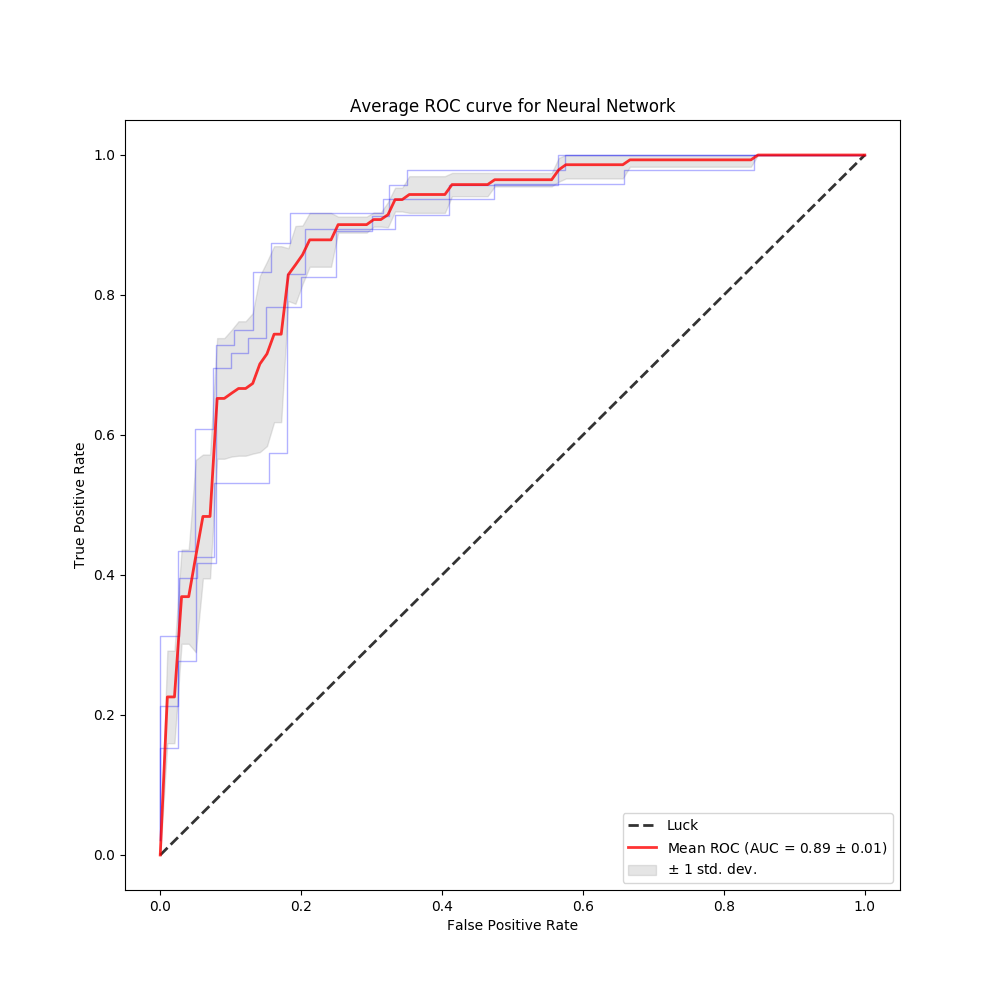 Average ROC curve for Neural Network
1.0
0.8
0.6
0.4
0.2
0.0
True Positive Rate
0.0 0.2 0.4 0.6 0.8 1.0
False Positive Rate
Luck
Mean ROC (AUC = 0.89 ± 0.01)
± 1 std. dev.